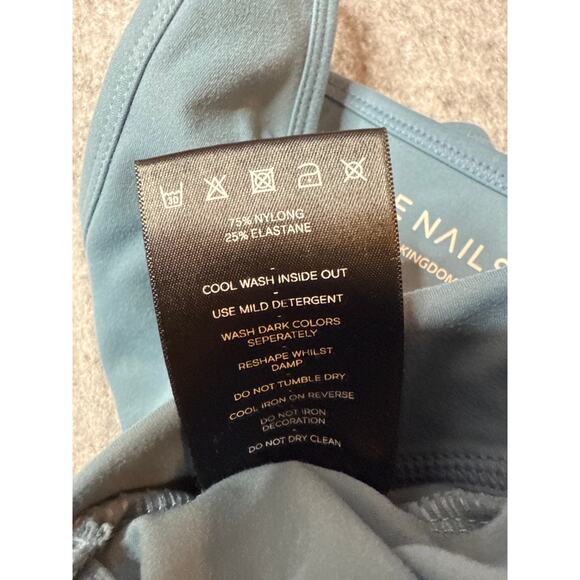 30
75% NYLONG
25% ELASTANE
-
COOL WASH INSIDE OUT
-
USE MILD DETERGENT
-
WASH DARK COLORS
SEPERATELY
-
RESHAPE WHILST
DAMP
-
DO NOT TUMBLE DRY
-
COOL IRON ON REVERSE
-
DO NOT IRON
DECORATION
-
DO NOT DRY CLEAN
E NAILS
KINGDOM